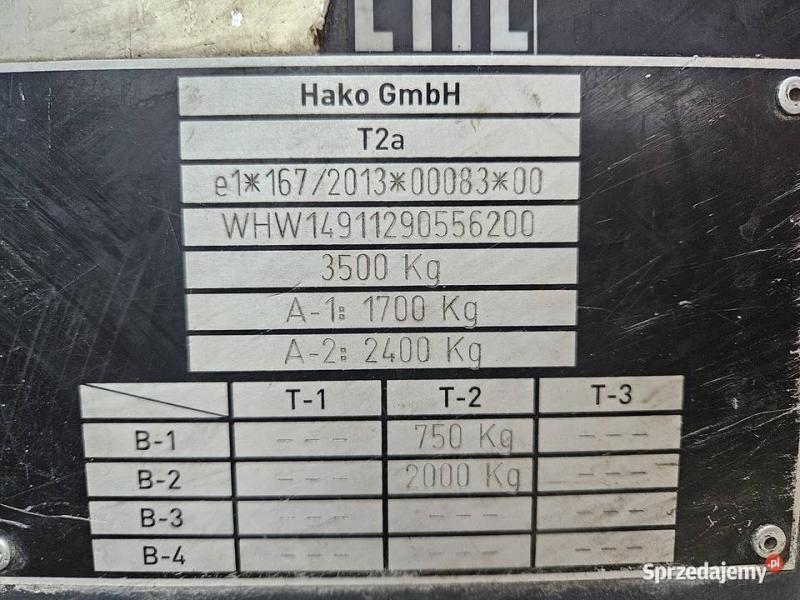 Hako GmbH
T2a
e1*167/2013*00083*00
WHW14911290556200
3500 Kg
A-1: 1700 Kg
A-2: 2400 Kg
T-1 T-2 T-3
B-1 --- 750 Kg ---
B-2 --- 2000 Kg ----
B-3 --- --- ---
B-4 --- --- ---
Sprzedajemy.pl